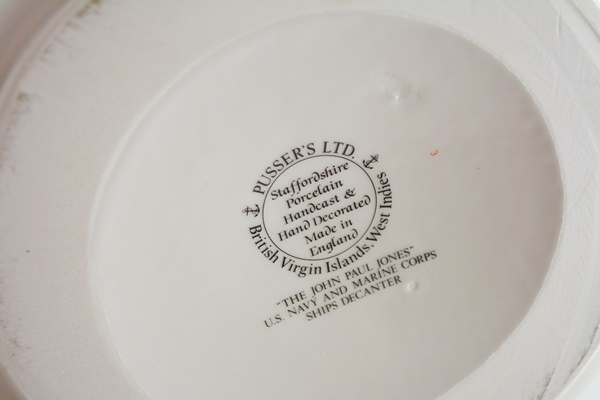 PUSSER'S LTD.
Staffordshire
Porcelain
Handcast &
Hand Decorated
Made in
England
British Virgin Islands, West Indies
"THE JOHN PAUL JONES"
U.S. NAVY AND MARINE CORPS
SHIPS DECANTER